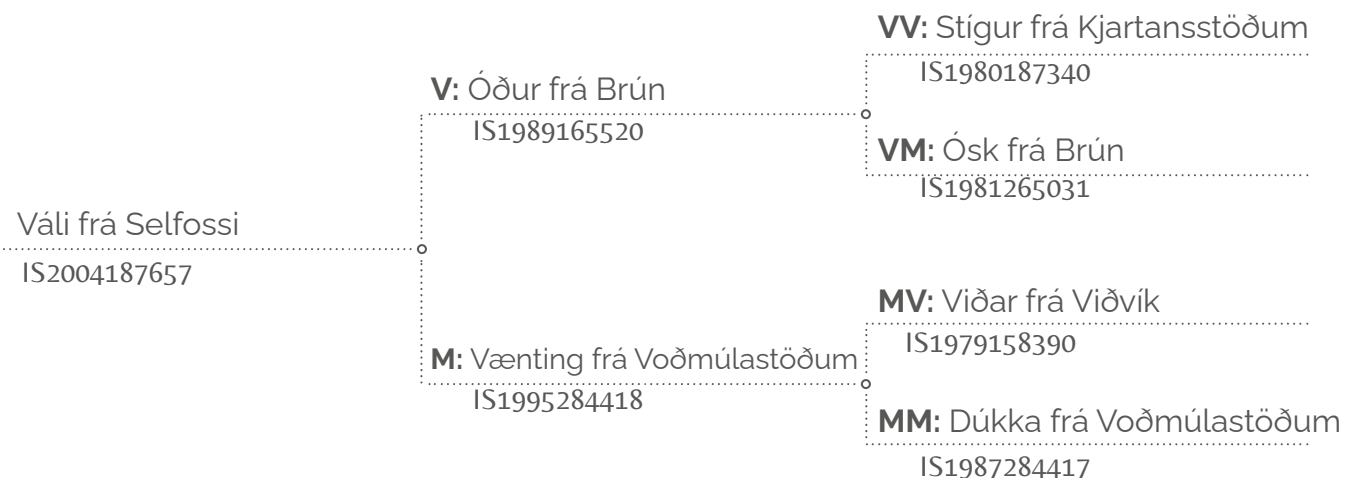 VV: Stígur frá Kjartansstöðum
IS1980187340
V: Óður frá Brún
IS1989165520
VM: Ósk frá Brún
IS1981265031
Váli frá Selfossi
IS2004187657
MV: Viðar frá Viðvík
IS1979158390
M: Vænting frá Voðmúlastöðum
IS1995284418
MM: Dúkka frá Voðmúlastöðum
IS1987284417